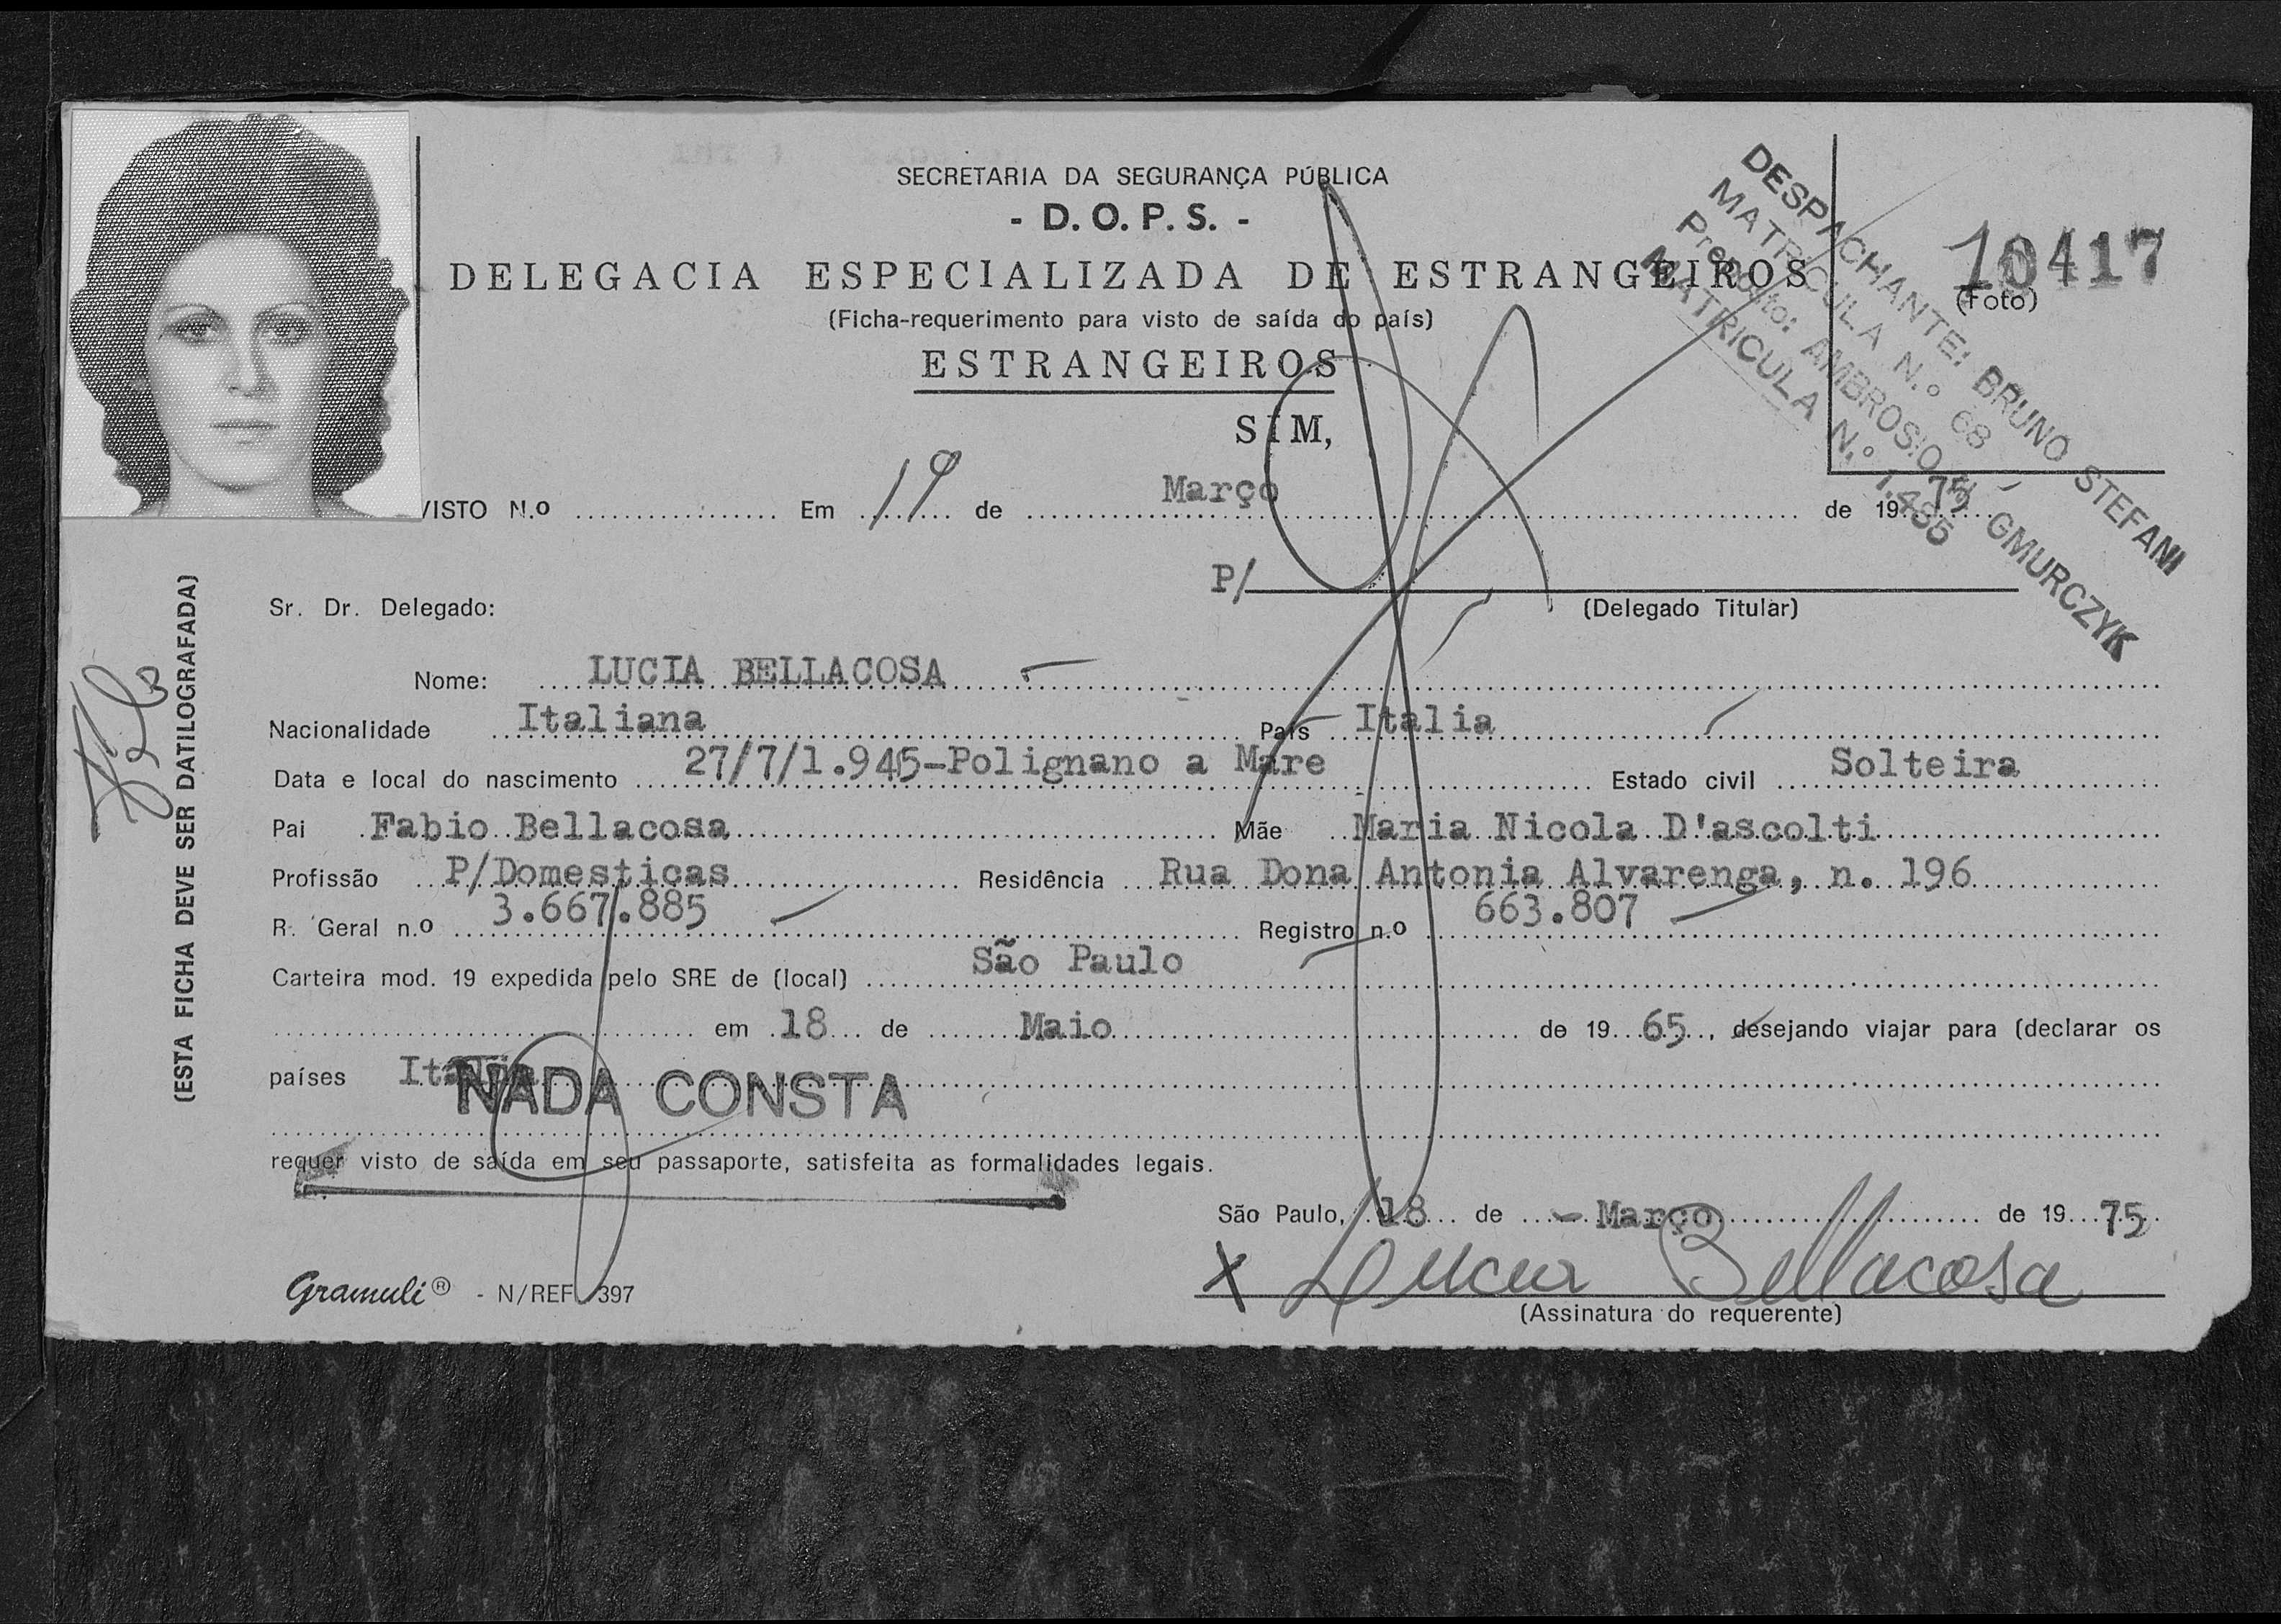 SECRETARIA DA SEGURANÇA PÚBLICA
- D. O. P. S. -
DELEGACIA ESPECIALIZADA DE ESTRANGEIROS
(Ficha-requerimento para visto de saída do país)
ESTRANGEIROS
SIM,
10417
(Foto)
DESPACHANTE: BRUNO STEFANI
MATRICULA N.º 68
Preposto: AMBROSIO GMURCZYK
MATRICULA N.º 1.485
VISTO N.o ........ Em 19 de Março de 1975
P/
(Delegado Titular)
Sr. Dr. Delegado:
Nome: LUCIA BELLACOSA
Nacionalidade Italiana País Italia
Data e local do nascimento 27/7/1.945-Polignano a Mare Estado civil Solteira
Pai Fabio Bellacosa Mãe Maria Nicola D'ascolti
Profissão P/Domesticas Residência Rua Dona Antonia Alvarenga, n. 196
R. Geral n.o 3.667.885 Registro n.o 663.807
Carteira mod. 19 expedida pelo SRE de (local) São Paulo
em 18 de Maio de 1965, desejando viajar para (declarar os
países Italia
NADA CONSTA
requer visto de saída em seu passaporte, satisfeita as formalidades legais.
São Paulo, 18 de - Março de 1975
X Lucia Bellacosa
(Assinatura do requerente)
Gramuli® - N/REF. 397
(ESTA FICHA DEVE SER DATILOGRAFADA)